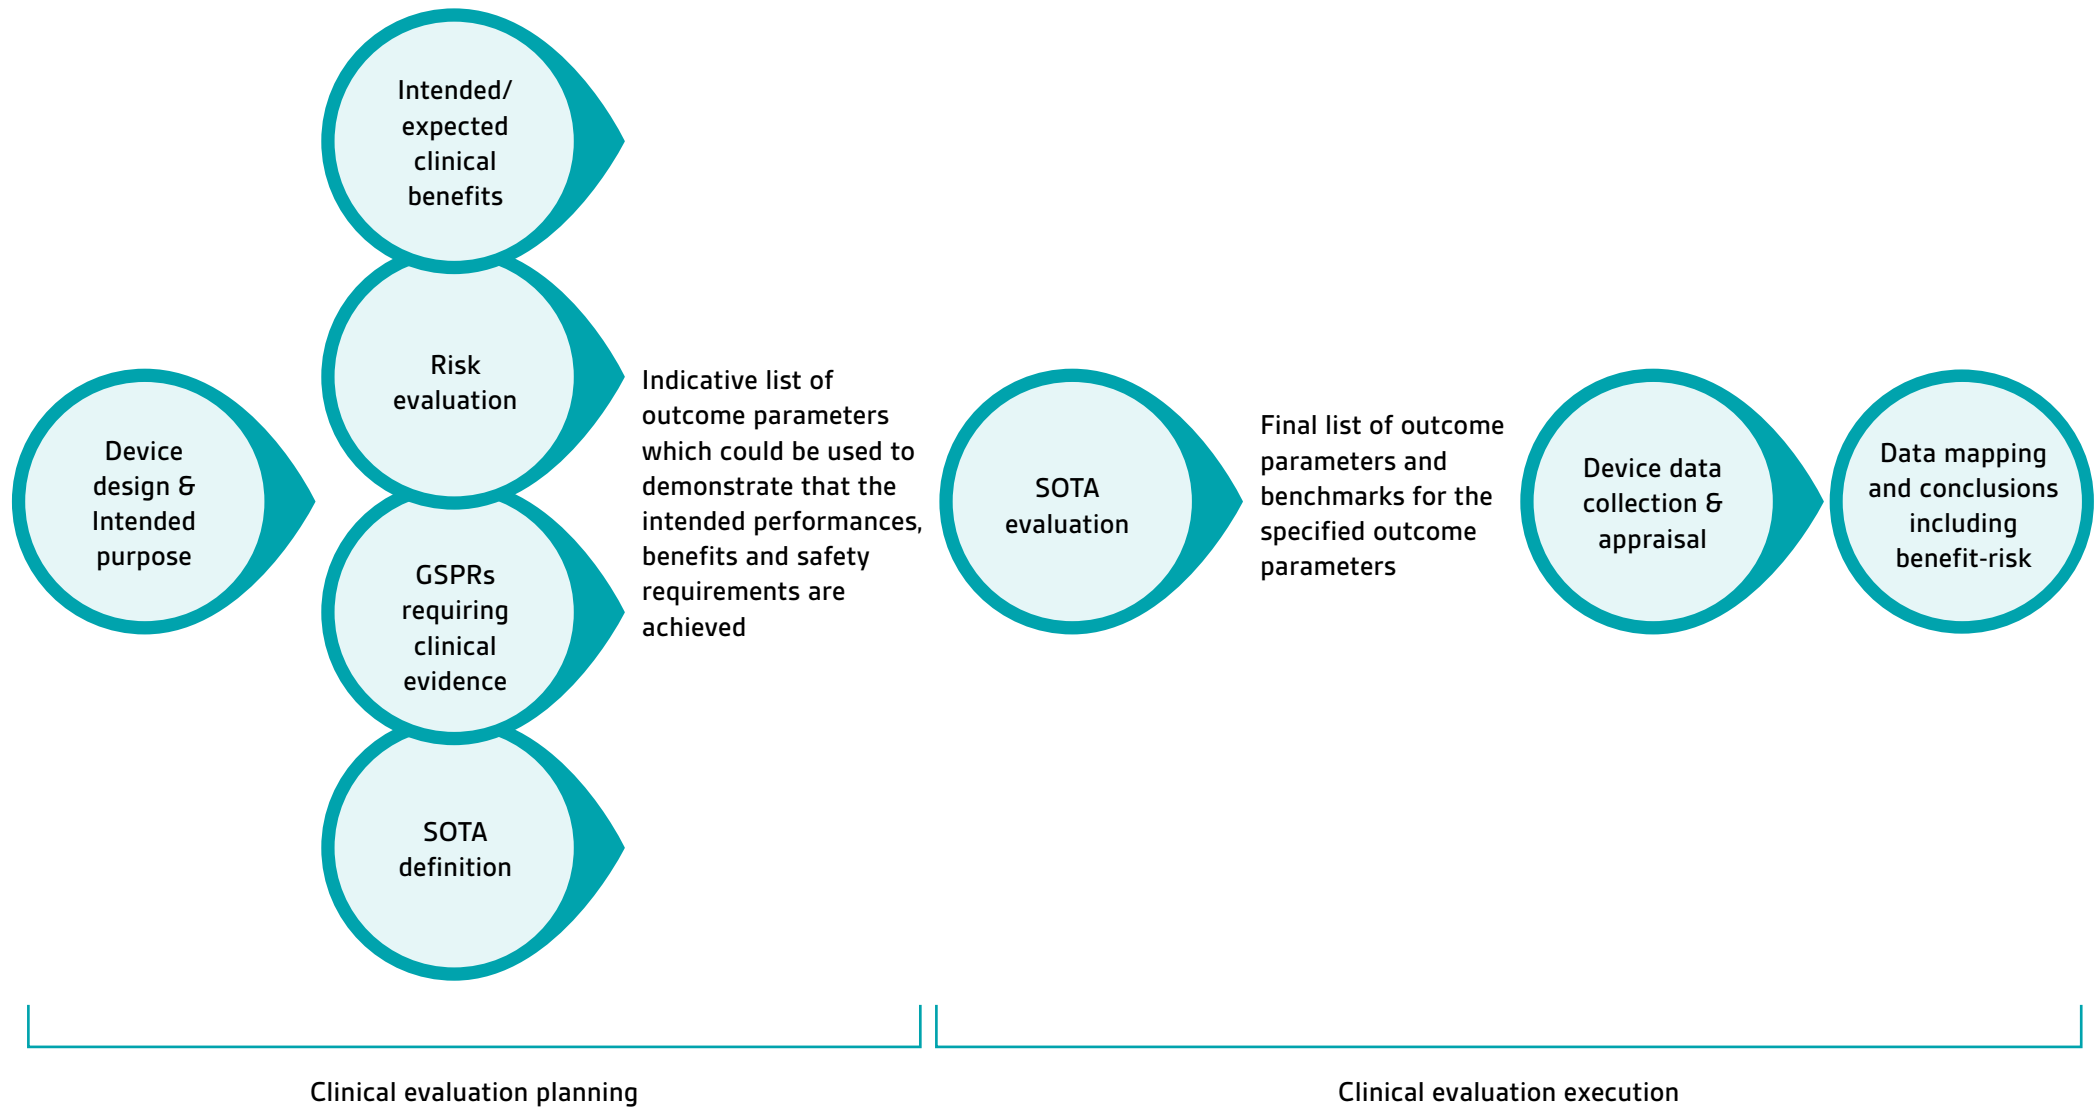 Intended/
expected
clinical
benefits
Risk
evaluation
Device
design &
Intended
purpose
GSPRs
requiring
clinical
evidence
SOTA
definition
Indicative list of
outcome parameters
which could be used to
demonstrate that the
intended performances,
benefits and safety
requirements are
achieved
SOTA
evaluation
Final list of outcome
parameters and
benchmarks for the
specified outcome
parameters
Device data
collection &
appraisal
Data mapping
and conclusions
including
benefit-risk
Clinical evaluation planning
Clinical evaluation execution